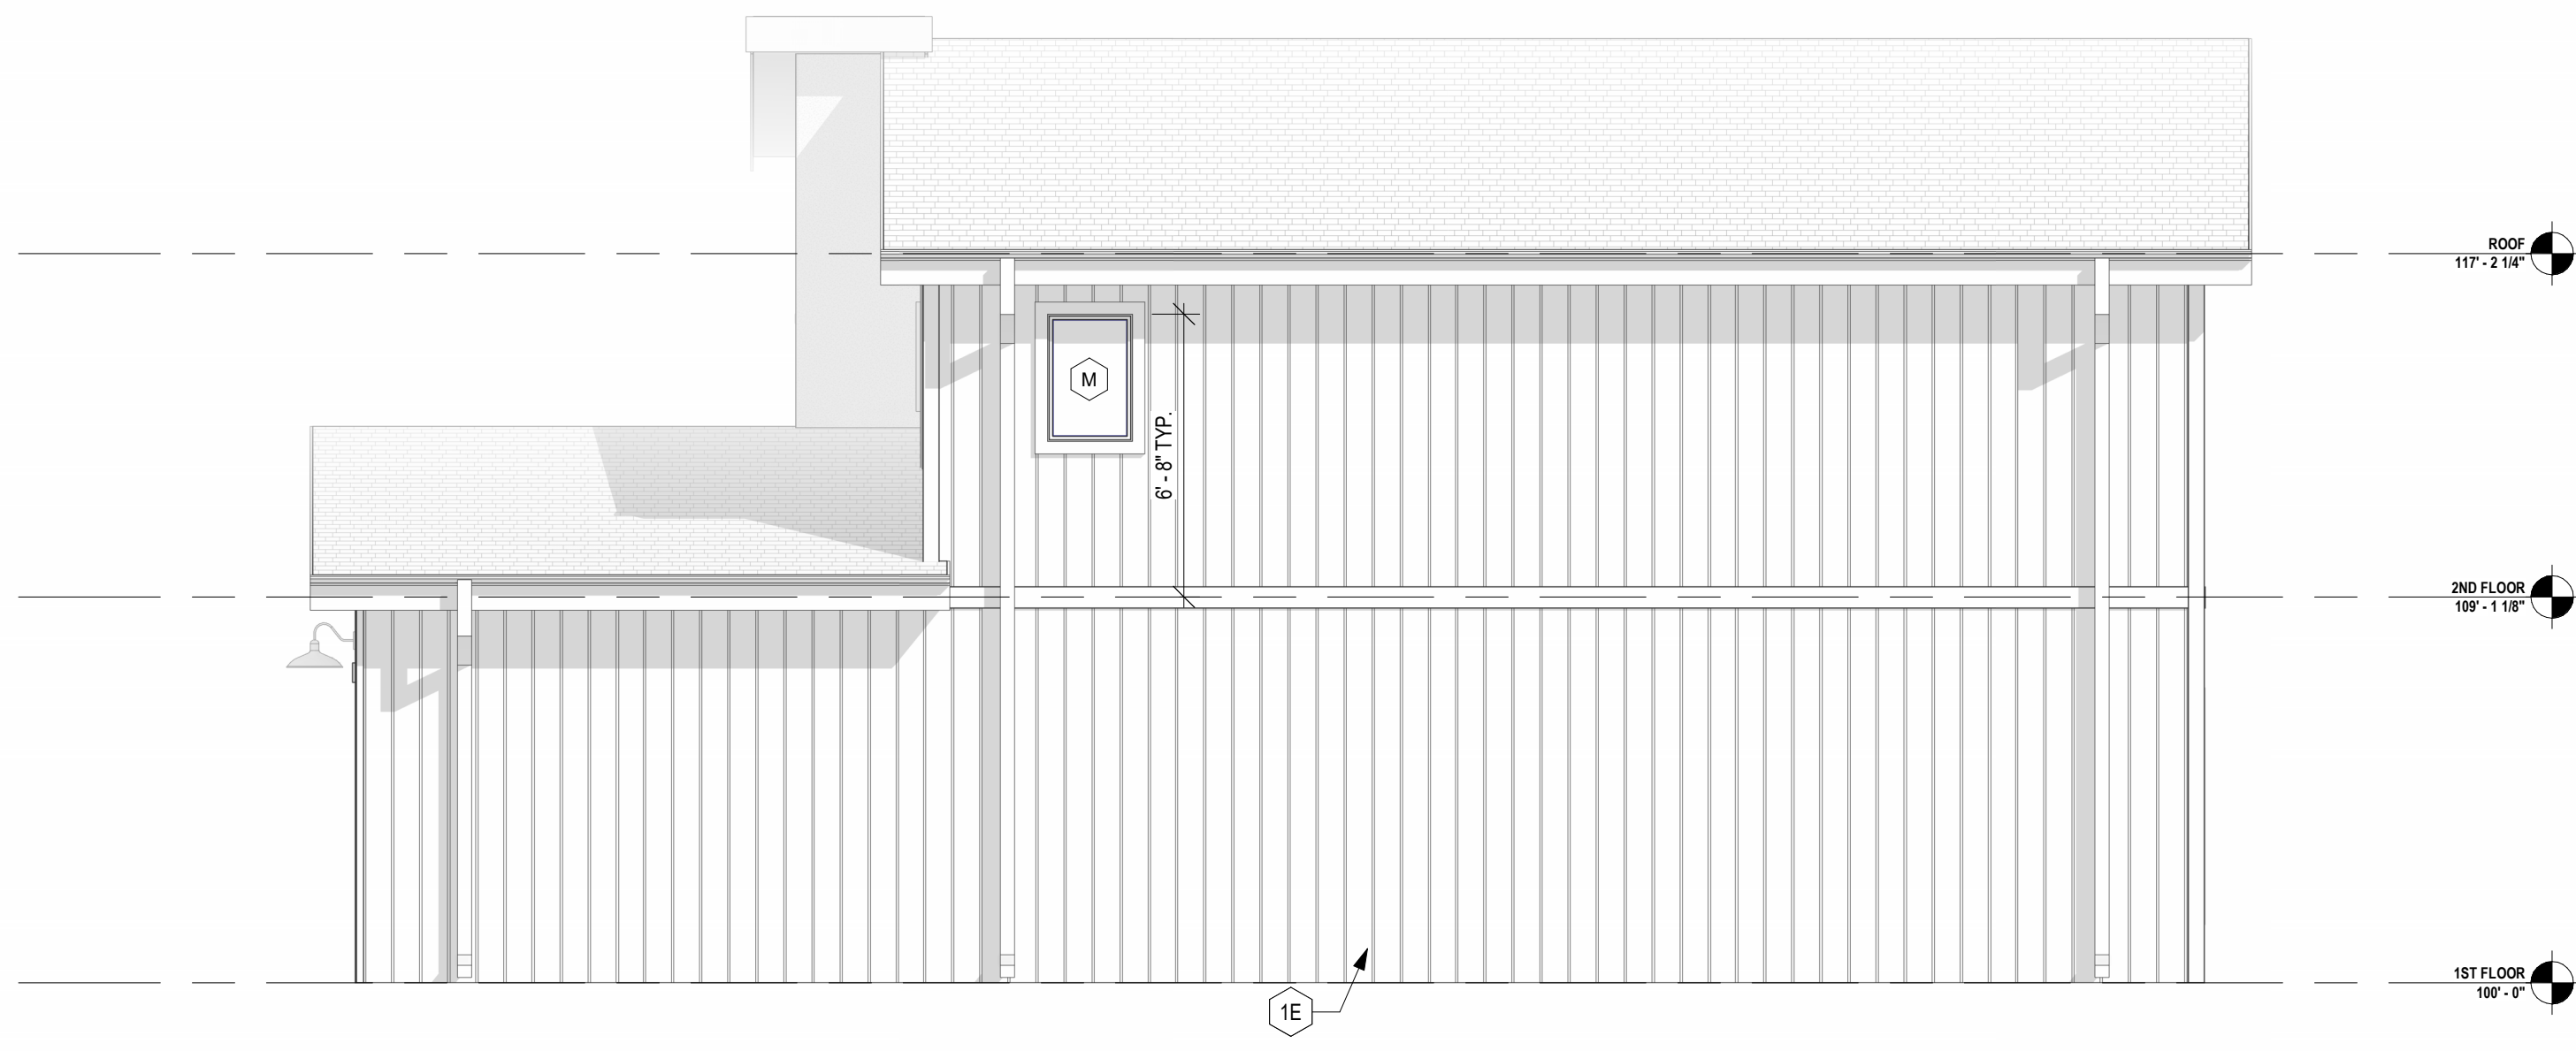 ROOF
117' - 2 1/4"
M
6' - 8" TYP.
2ND FLOOR
109' - 1 1/8"
1ST FLOOR
100' - 0"
1E